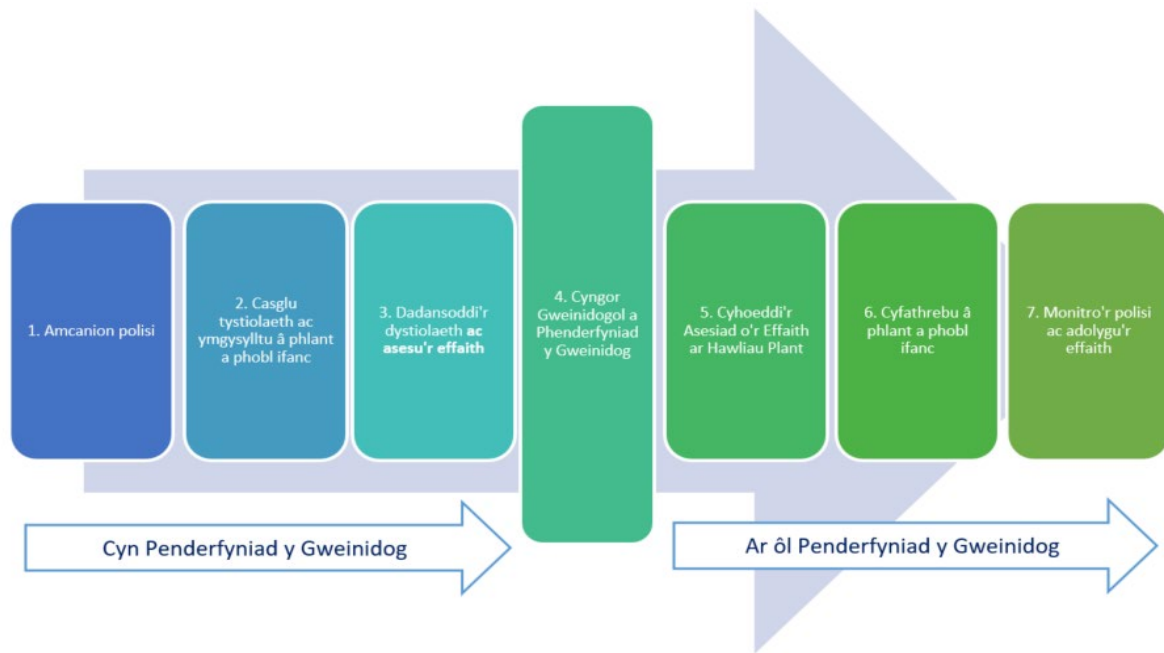 1. Amcanion polisi
2. Casglu
tystiolaeth ac
ymgysylltu â phlant
a phobl ifanc
3. Dadansoddi'r
dystiolaeth ac
asesu'r effaith
4. Cyngor
Gweinidogol a
Phenderfyniad
y Gweinidog
5. Cyhoeddi'r
Asesiad o'r Effaith
ar Hawliau Plant
6. Cyfathrebu â
phlant a phobl
ifanc
7. Monitro'r polisi
ac adolygu'r
effaith
Cyn Penderfyniad y Gweinidog
Ar ôl Penderfyniad y Gweinidog